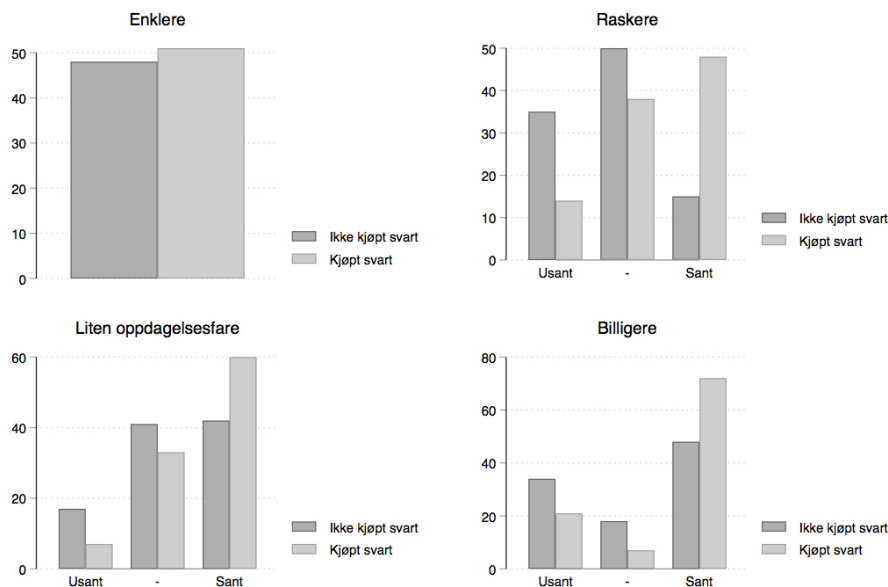 Enklere
50
40
30
20
10
0
Ikke kjøpt svart
Kjøpt svart
Raskere
50
40
30
20
10
0
Usant - Sant
Ikke kjøpt svart
Kjøpt svart
Liten oppdagelsesfare
60
40
20
0
Usant - Sant
Ikke kjøpt svart
Kjøpt svart
Billigere
80
60
40
20
0
Usant - Sant
Ikke kjøpt svart
Kjøpt svart